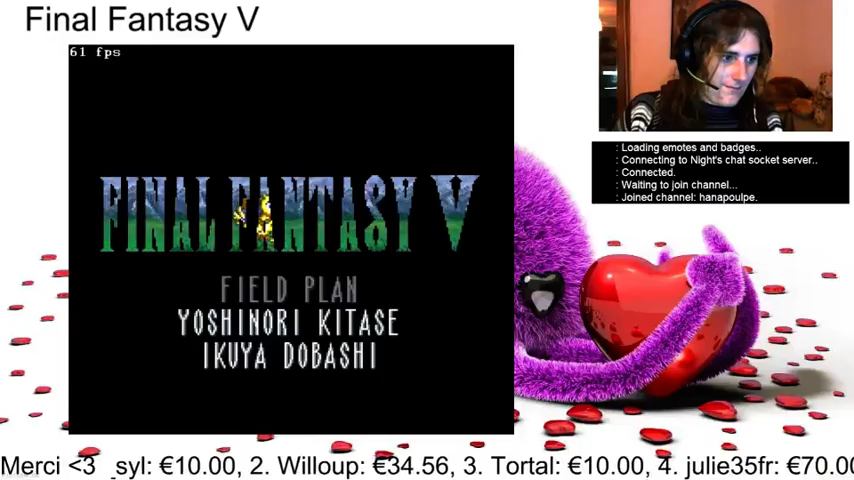 Final Fantasy V
61 fps
: Loading emotes and badges..
: Connecting to Night's chat socket server..
: Connected.
: Waiting to join channel...
: Joined channel: hanapoulpe.
FINAL FANTASY V
FIELD PLAN
YOSHINORI KITASE
IKUYA DOBASHI
Merci <3 _syl: €10.00, 2. Willoup: €34.56, 3. Tortal: €10.00, 4. julie35fr: €70.00